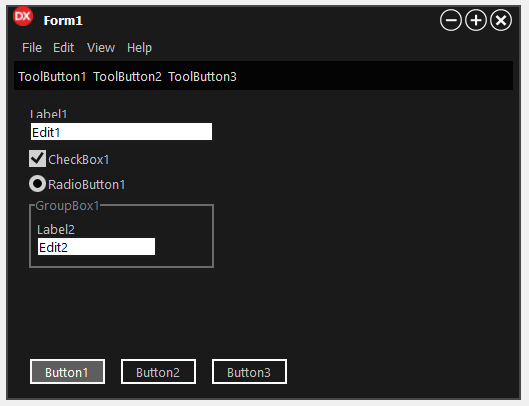 DX Form1
File Edit View Help
ToolButton1 ToolButton2 ToolButton3
Label1
Edit1
CheckBox1
RadioButton1
GroupBox1
Label2
Edit2
Button1 Button2 Button3